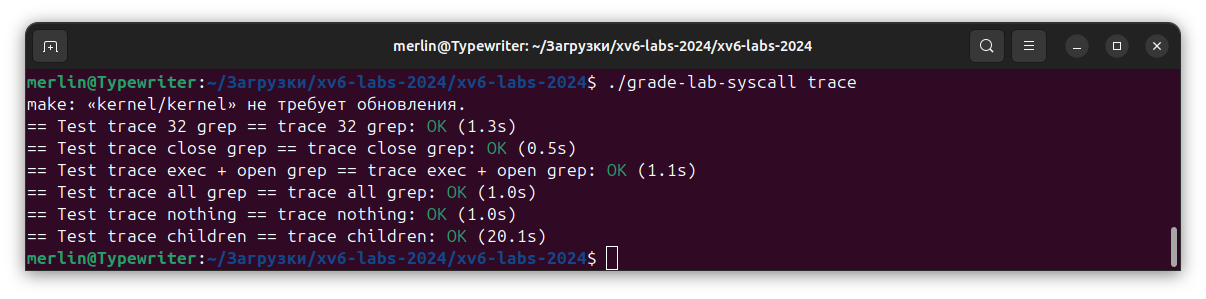 merlin@Typewriter: ~/Загрузки/xv6-labs-2024/xv6-labs-2024
merlin@Typewriter:~/Загрузки/xv6-labs-2024/xv6-labs-2024$ ./grade-lab-syscall trace
make: «kernel/kernel» не требует обновления.
== Test trace 32 grep == trace 32 grep: OK (1.3s)
== Test trace close grep == trace close grep: OK (0.5s)
== Test trace exec + open grep == trace exec + open grep: OK (1.1s)
== Test trace all grep == trace all grep: OK (1.0s)
== Test trace nothing == trace nothing: OK (1.0s)
== Test trace children == trace children: OK (20.1s)
merlin@Typewriter:~/Загрузки/xv6-labs-2024/xv6-labs-2024$